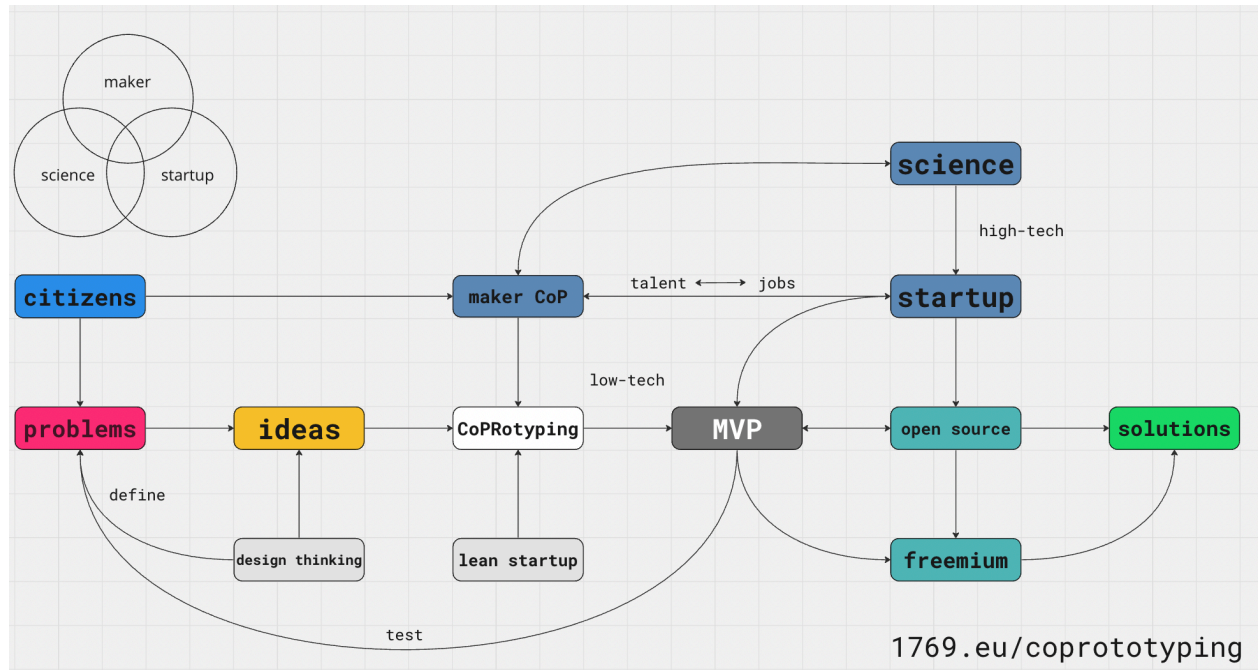 maker
science
startup
science
high-tech
citizens
maker CoP
talent
jobs
startup
low-tech
problems
ideas
CoPRotyping
MVP
open source
solutions
define
design thinking
lean startup
freemium
test
1769.eu/coprototyping